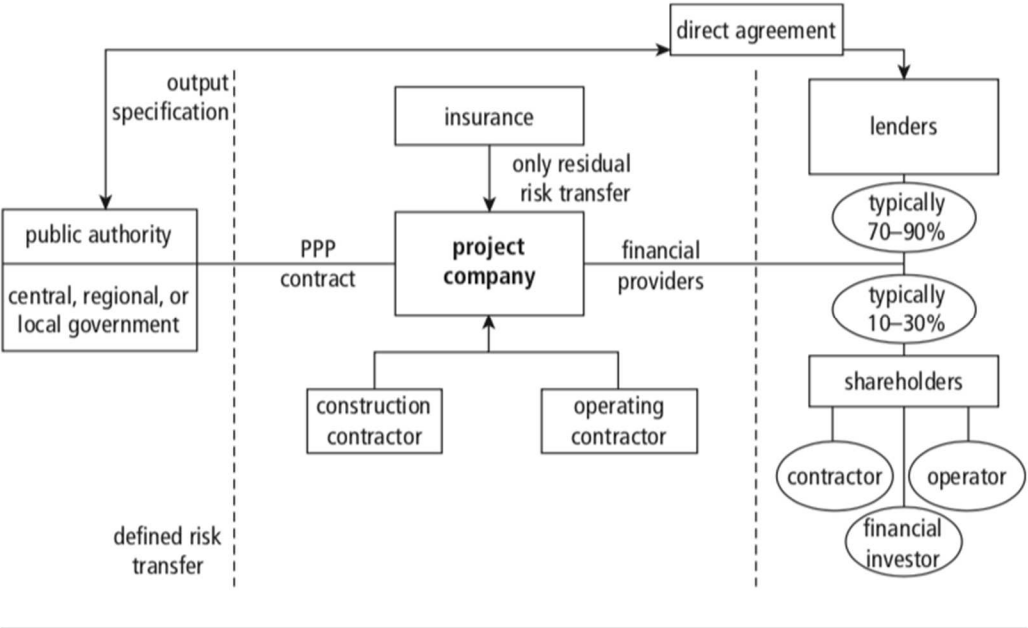 direct agreement
output
specification
insurance
lenders
only residual
risk transfer
typically
70–90%
public authority
PPP
contract
project
company
financial
providers
central, regional, or
local government
typically
10–30%
shareholders
construction
contractor
operating
contractor
contractor
operator
financial
investor
defined risk
transfer